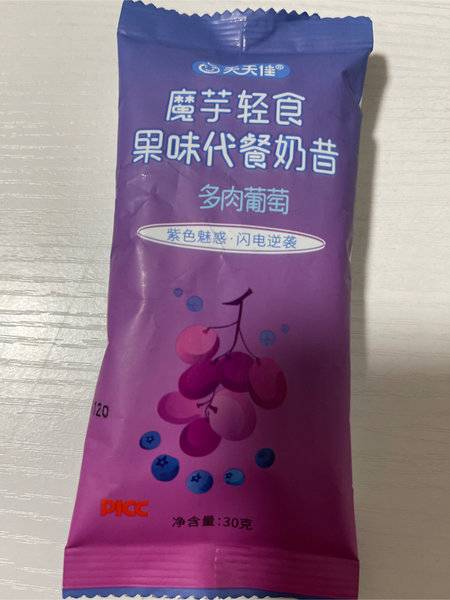 天天佳®
魔芋轻食
果味代餐奶昔
多肉葡萄
紫色魅惑·闪电逆袭
120
PICC
净含量:30克